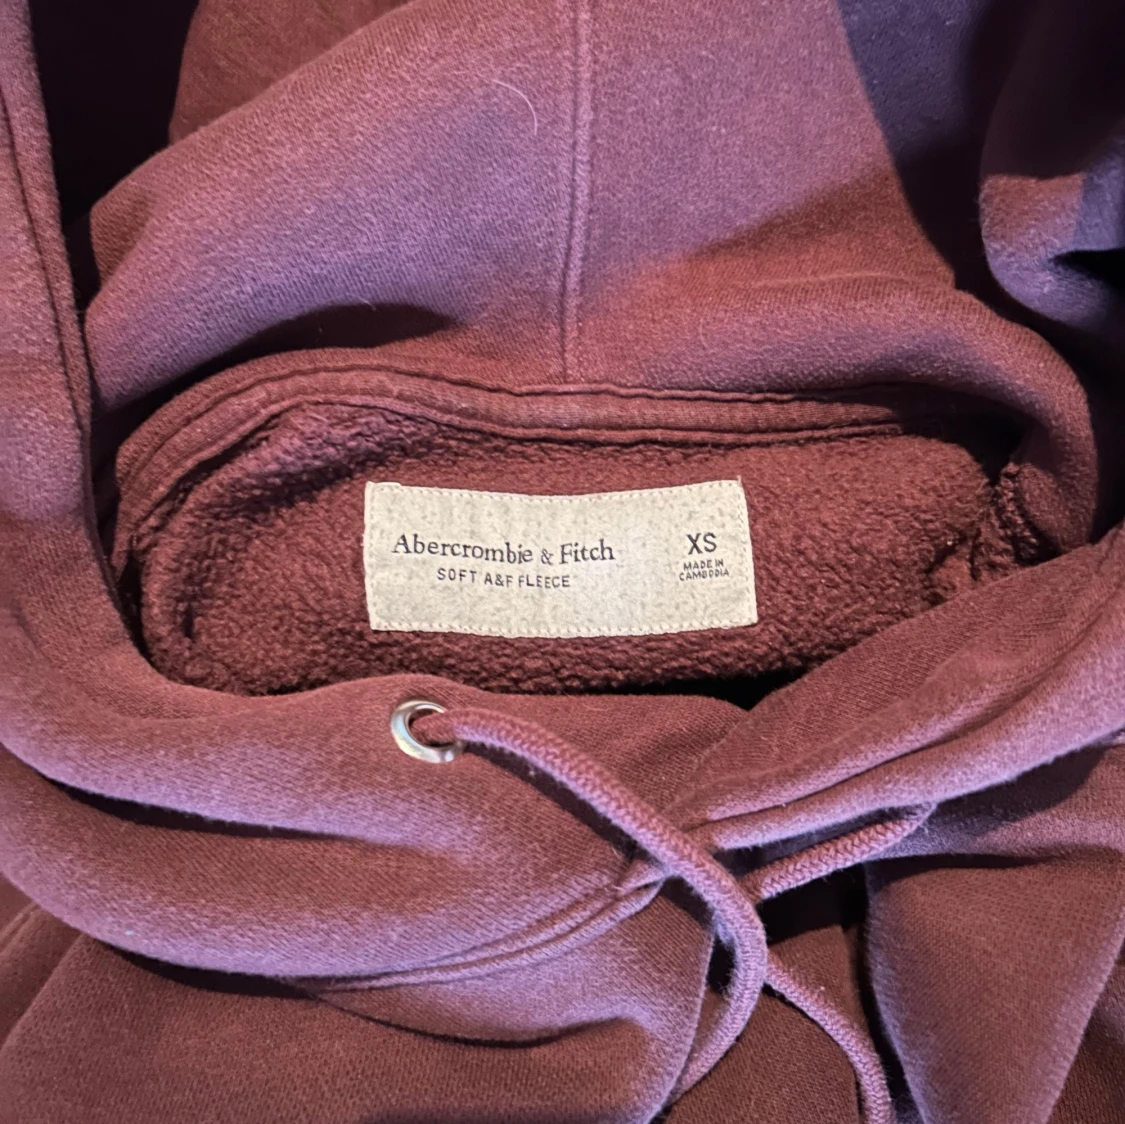 Abercrombie & Fitch
SOFT A&F FLEECE
XS
MADE IN
CAMBODIA